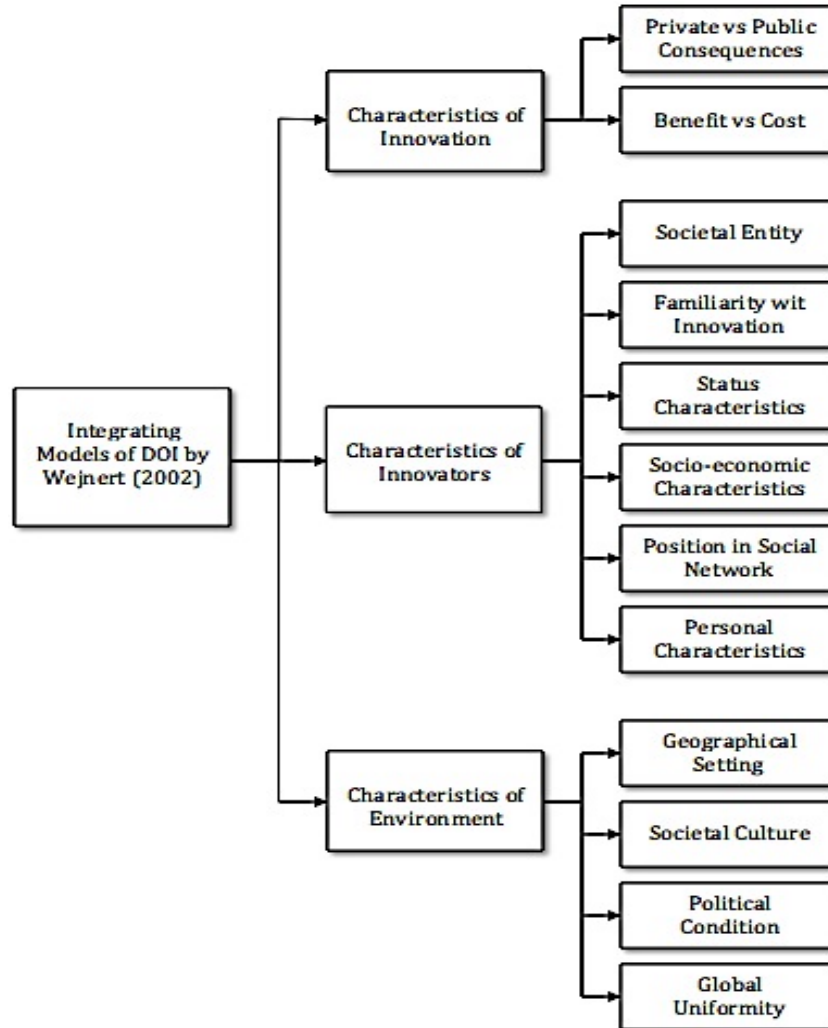 Integrating
Models of DOI by
Wejnert (2002)
Characteristics of
Innovation
Private vs Public
Consequences
Benefit vs Cost
Characteristics of
Innovators
Societal Entity
Familiarity wit
Innovation
Status
Characteristics
Socio-economic
Characteristics
Position in Social
Network
Personal
Characteristics
Characteristics of
Environment
Geographical
Setting
Societal Culture
Political
Condition
Global
Uniformity